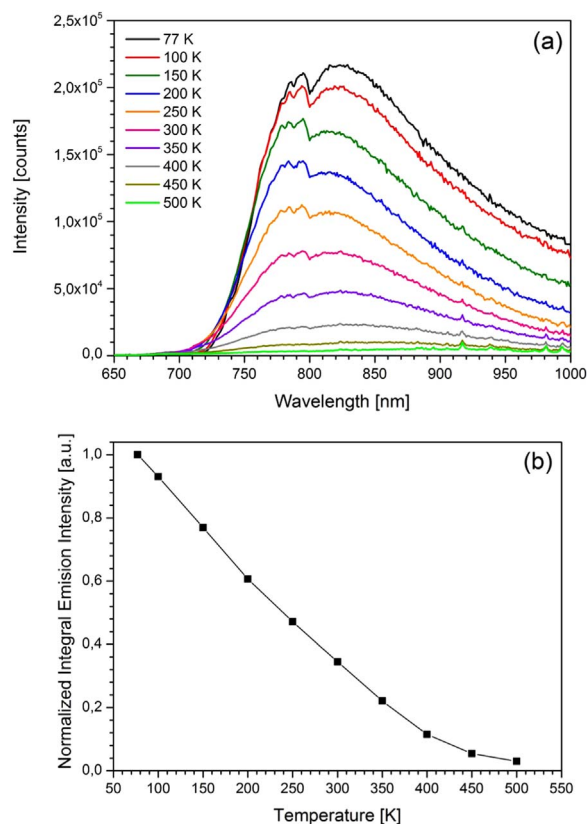 (a)
77 K
100 K
150 K
200 K
250 K
300 K
350 K
400 K
450 K
500 K
2,5x10⁵
2,0x10⁵
1,5x10⁵
1,0x10⁵
5,0x10⁴
0,0
Intensity [counts]
650 700 750 800 850 900 950 1000
Wavelength [nm]
(b)
1,0
0,8
0,6
0,4
0,2
0,0
Normalized Integral Emision Intensity [a.u.]
50 100 150 200 250 300 350 400 450 500 550
Temperature [K]